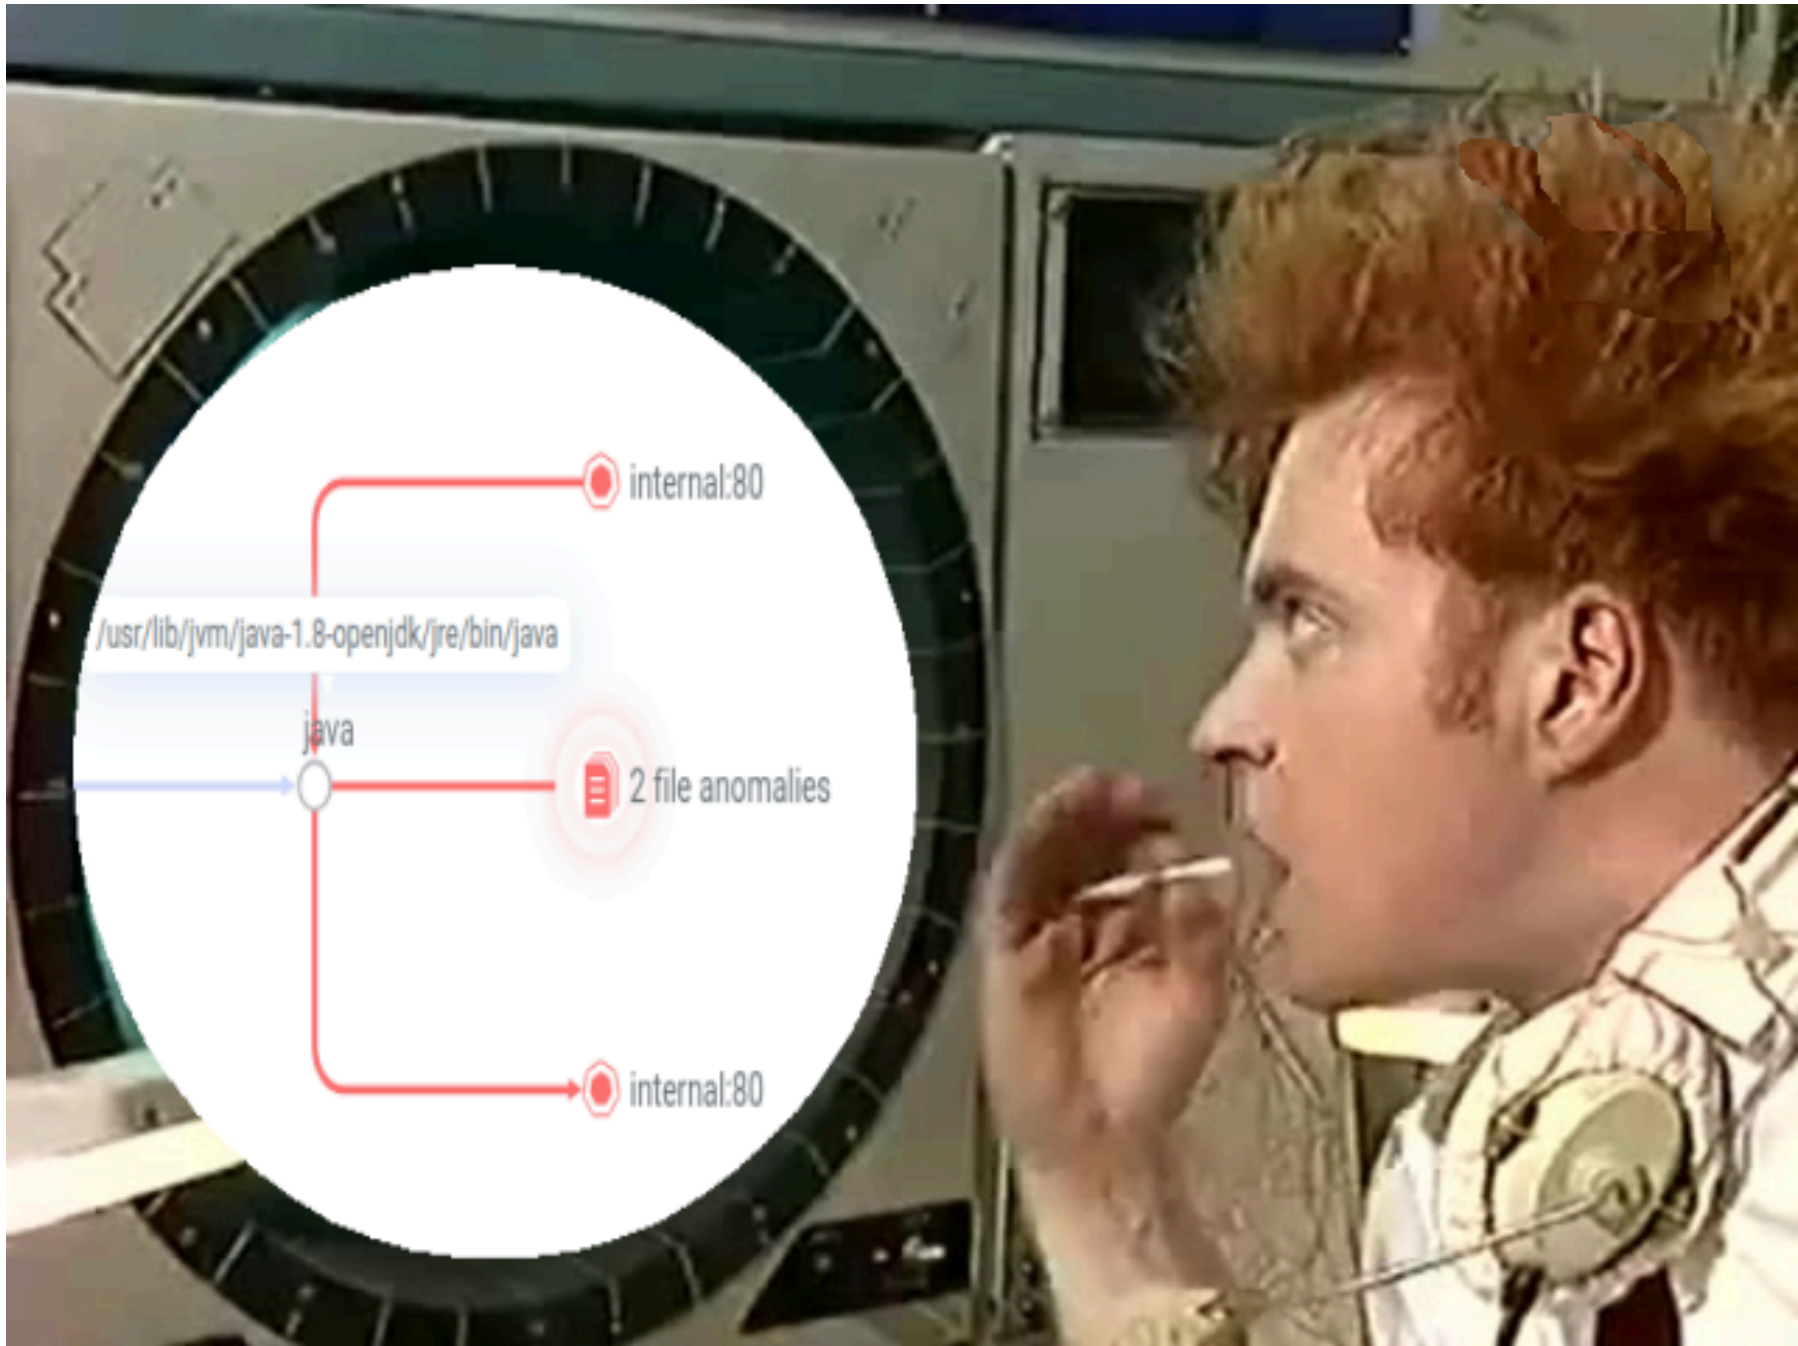 internal:80
/usr/lib/jvm/java-1.8-openjdk/jre/bin/java
java
2 file anomalies
internal:80